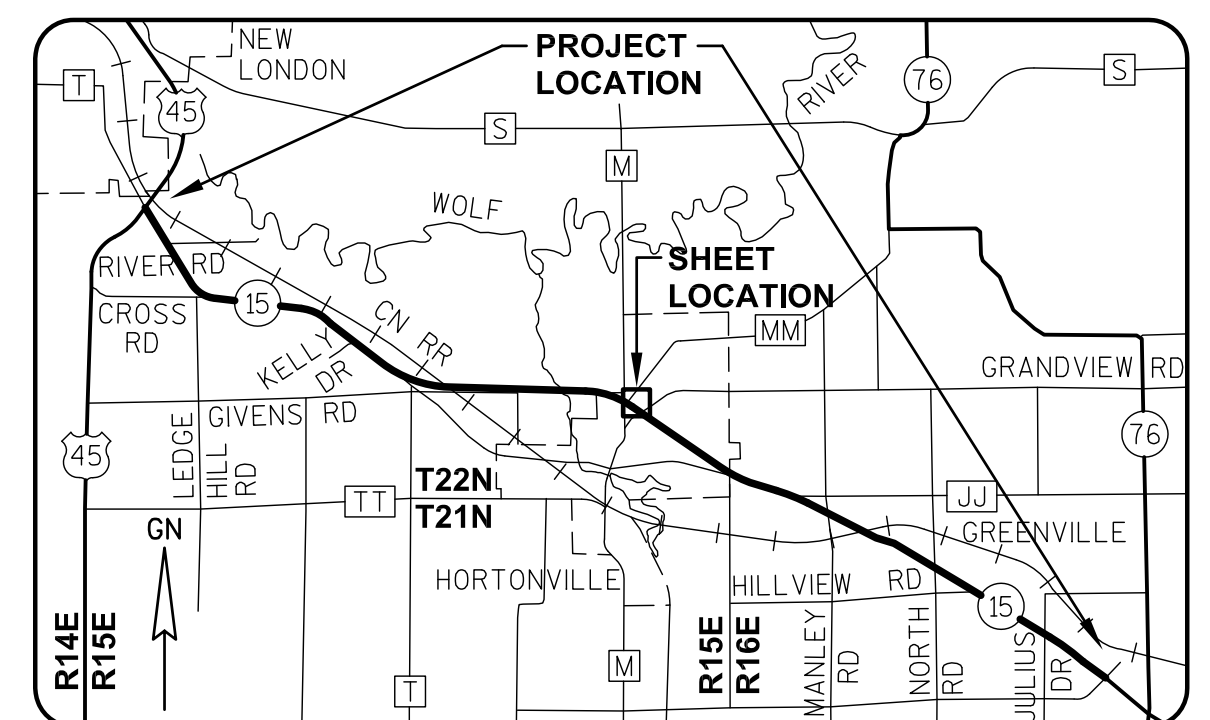 NEW
LONDON
PROJECT
LOCATION
T
45
S
M
RIVER
76
S
WOLF
RIVER RD
15
CROSS
RD
KELLY
DR
CN RR
SHEET
LOCATION
MM
GRANDVIEW RD
GIVENS RD
LEDGE
HILL
RD
45
76
T22N
T21N
TT
JJ
GREENVILLE
GN
HORTONVILLE
HILLVIEW RD
15
R14E
R15E
R15E
R16E
MANLEY
RD
NORTH
RD
JULIUS
DR
M
T